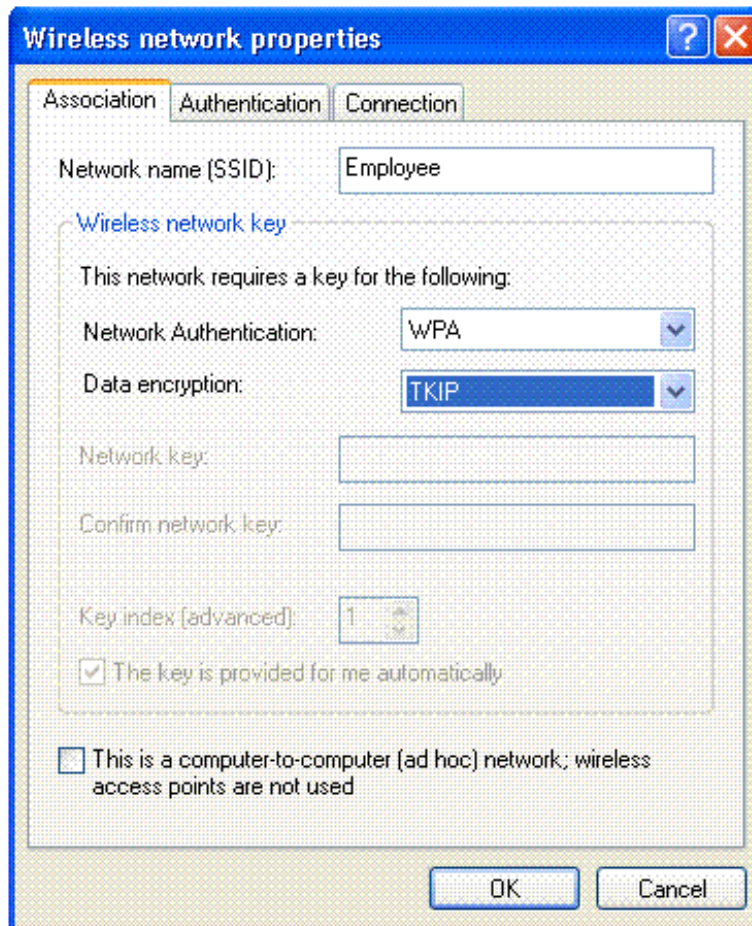 Wireless network properties
Association Authentication Connection
Network name (SSID): Employee
Wireless network key
This network requires a key for the following:
Network Authentication: WPA
Data encryption: TKIP
Network key:
Confirm network key:
Key index (advanced): 1
The key is provided for me automatically
This is a computer-to-computer (ad hoc) network; wireless
access points are not used
OK Cancel